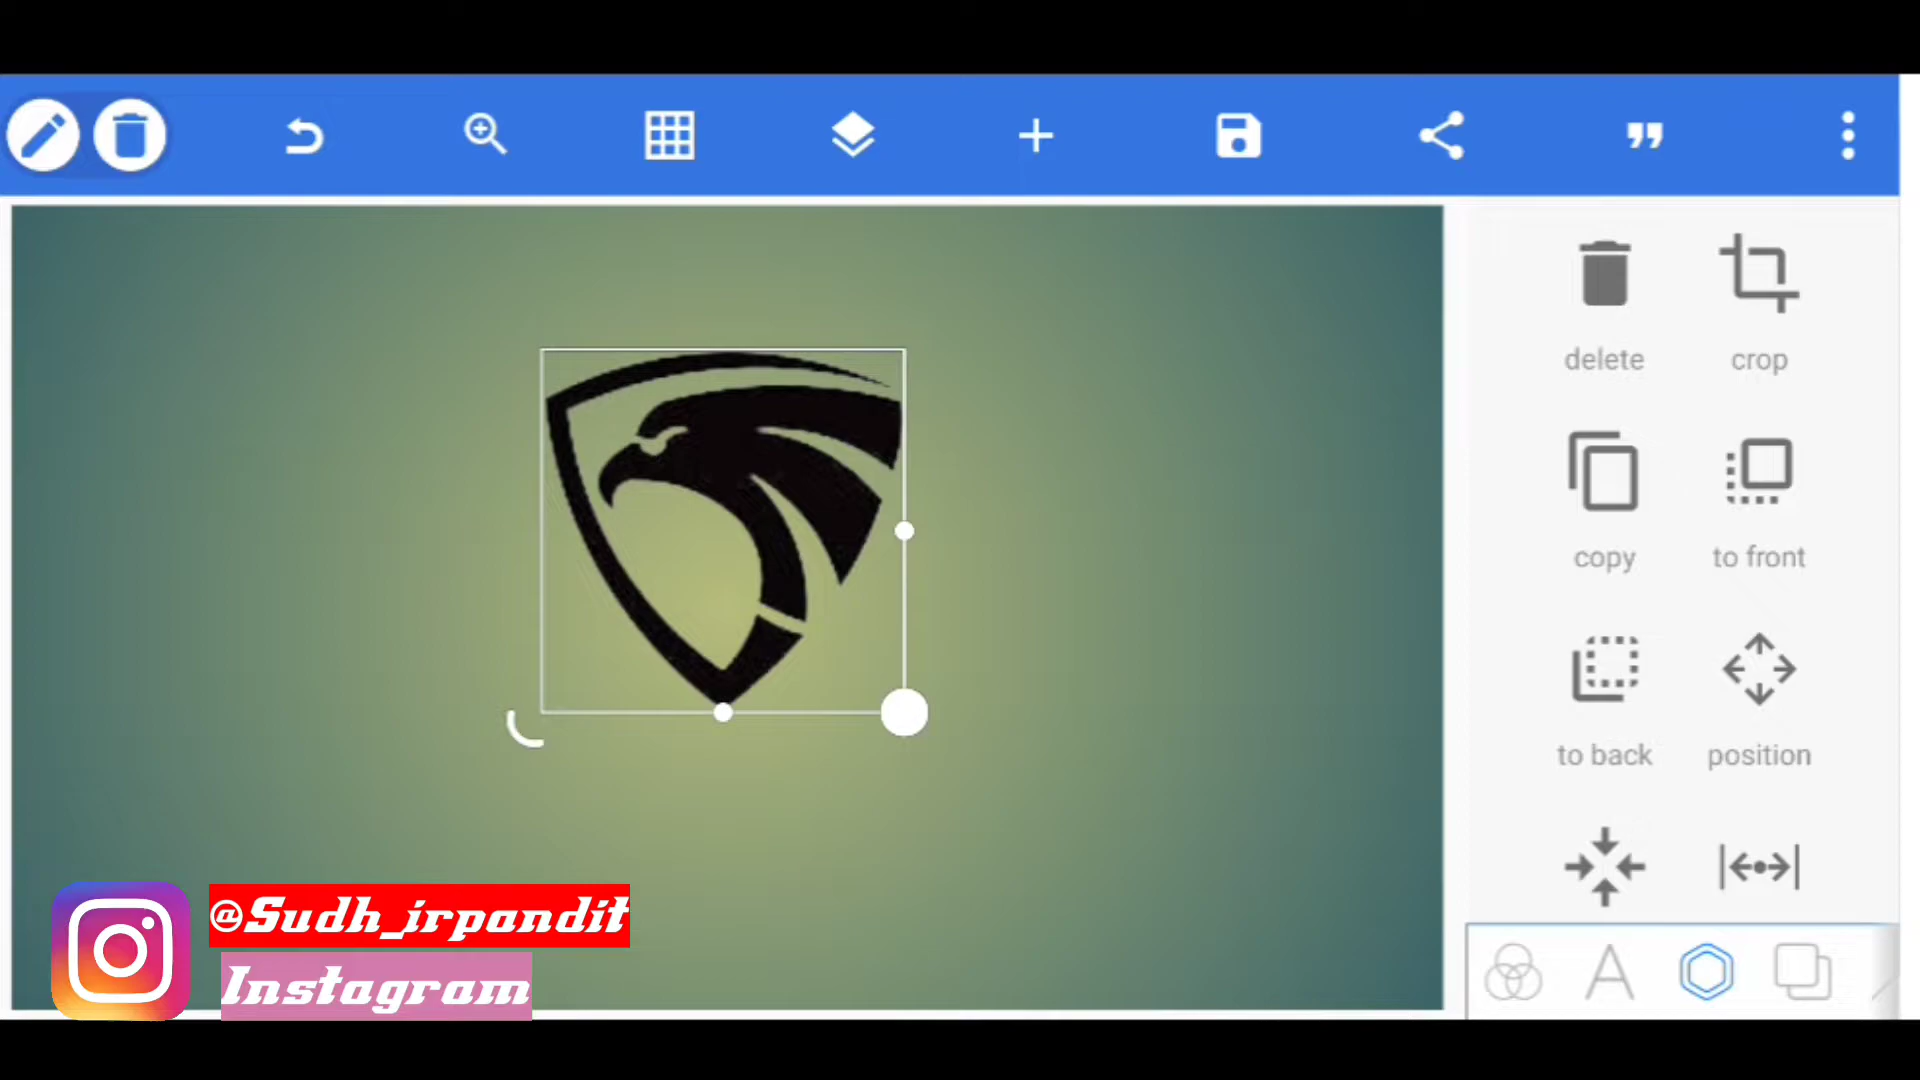 delete
crop
copy
to front
to back
position
@Sudh_irpandit
Instagram